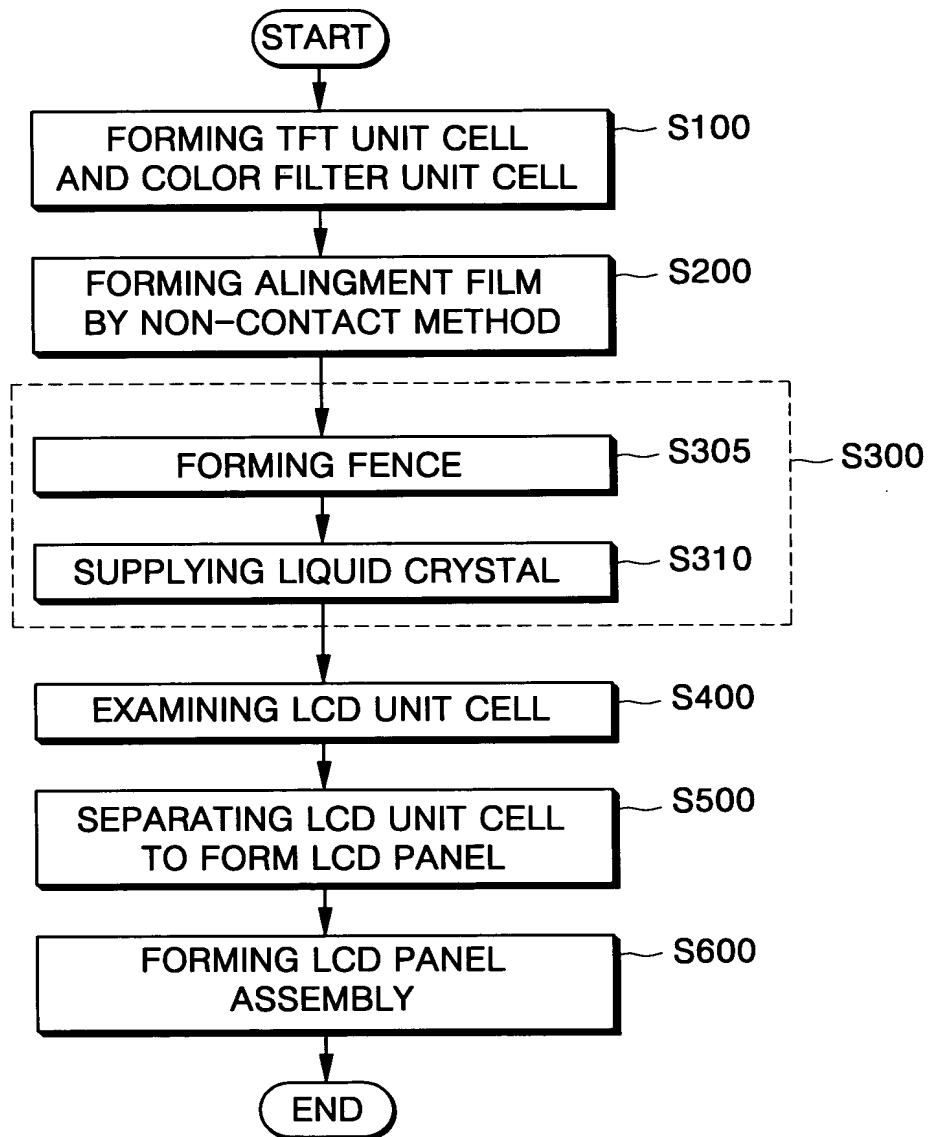 START
FORMING TFT UNIT CELL
AND COLOR FILTER UNIT CELL
S100
FORMING ALINGMENT FILM
BY NON-CONTACT METHOD
S200
FORMING FENCE
S305
S300
SUPPLYING LIQUID CRYSTAL
S310
EXAMINING LCD UNIT CELL
S400
SEPARATING LCD UNIT CELL
TO FORM LCD PANEL
S500
FORMING LCD PANEL
ASSEMBLY
S600
END